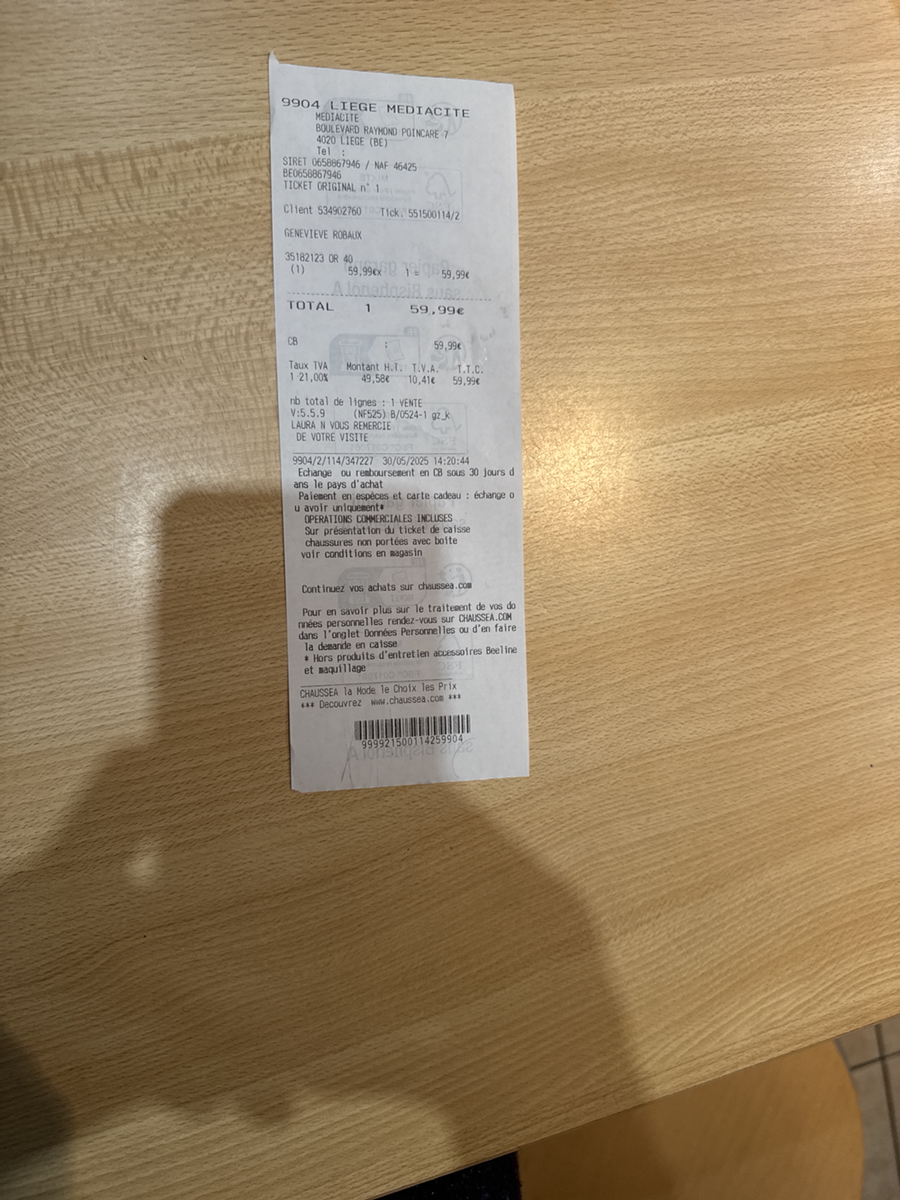 9904 LIEGE MEDIACITE
MEDIACITE
BOULEVARD RAYMOND POINCARE 7
4020 LIEGE (BE)
Tel :
SIRET 0658867946 / NAF 4642S
BE0658867946
TICKET ORIGINAL n° 1
Client 534902760 Tick. 551500114/2
GENEVIEVE ROBAUX
35182123 OR 40
(1) 59,99€x 1 = 59,99€
TOTAL 1 59,99€
CB : 59,99€
Taux TVA Montant H.T. T.V.A. T.T.C.
1 21,00% 49,58€ 10,41€ 59,99€
nb total de lignes : 1 VENTE
V:5.5.9 (NF525) B/0524-1 gz_k
LAURA N VOUS REMERCIE
DE VOTRE VISITE
9904/2/114/347227 30/05/2025 14:20:44
Echange ou remboursement en CB sous 30 jours d
ans le pays d'achat
Paiement en espèces et carte cadeau : échange o
u avoir uniquement*
OPERATIONS COMMERCIALES INCLUSES
Sur présentation du ticket de caisse
chaussures non portées avec boite
voir conditions en magasin
Continuez vos achats sur chaussea.com
Pour en savoir plus sur le traitement de vos do
nnées personnelles rendez-vous sur CHAUSSEA.COM
dans l'onglet Données Personnelles ou d'en faire
la demande en caisse
* Hors produits d'entretien accessoires Beeline
et maquillage
CHAUSSEA la Mode le Choix les Prix
*** Decouvrez www.chaussea.com ***
999921500114259904